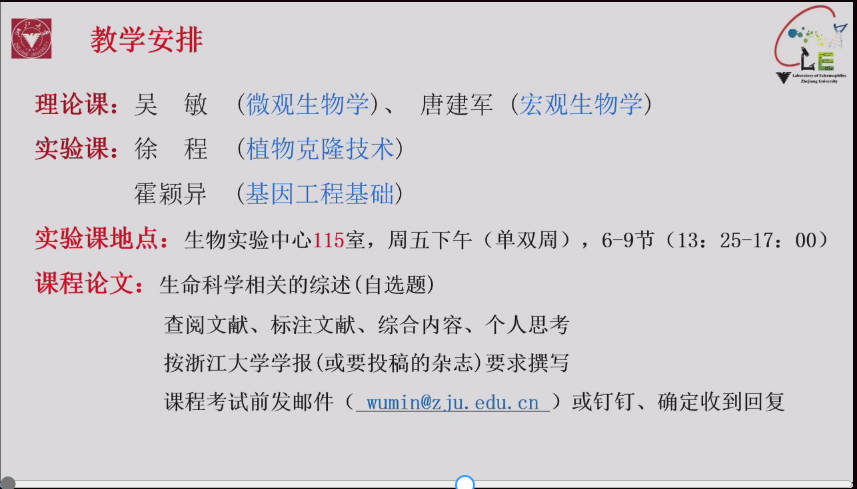 教学安排
LE
Laboratory of Extremophiles
Zhejiang University
理论课：吴 敏 (微观生物学)、 唐建军 (宏观生物学)
实验课：徐 程 (植物克隆技术)
霍颖异 (基因工程基础)
实验课地点：生物实验中心115室，周五下午（单双周），6-9节（13：25-17：00）
课程论文：生命科学相关的综述(自选题)
查阅文献、标注文献、综合内容、个人思考
按浙江大学学报(或要投稿的杂志)要求撰写
课程考试前发邮件（ wumin@zju.edu.cn ）或钉钉、确定收到回复